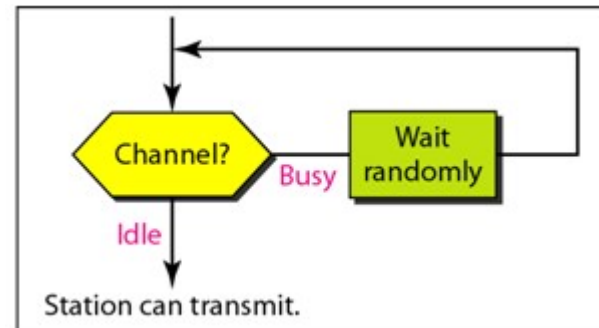 Channel?
Busy
Wait
randomly
Idle
Station can transmit.